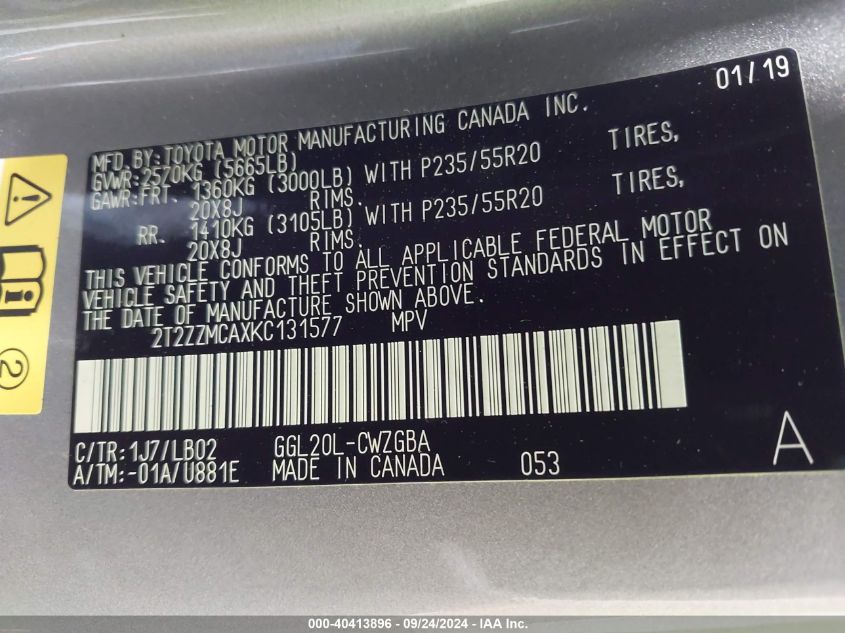 01/19
MFD. BY: TOYOTA MOTOR MANUFACTURING CANADA INC.
GVWR: 2570KG (5665LB)
GAWR: FRT. 1360KG (3000LB) WITH P235/55R20 TIRES,
20X8J RIMS.
RR. 1410KG (3105LB) WITH P235/55R20 TIRES,
20X8J RIMS.
THIS VEHICLE CONFORMS TO ALL APPLICABLE FEDERAL MOTOR
VEHICLE SAFETY AND THEFT PREVENTION STANDARDS IN EFFECT ON
THE DATE OF MANUFACTURE SHOWN ABOVE.
2T2ZZMCAXKC131577 MPV
C/TR: 1J7/LB02 GGL20L-CWZGBA
A/TM: -01A/U881E MADE IN CANADA 053
A
2
000-40413896 - 09/24/2024 - IAA Inc.